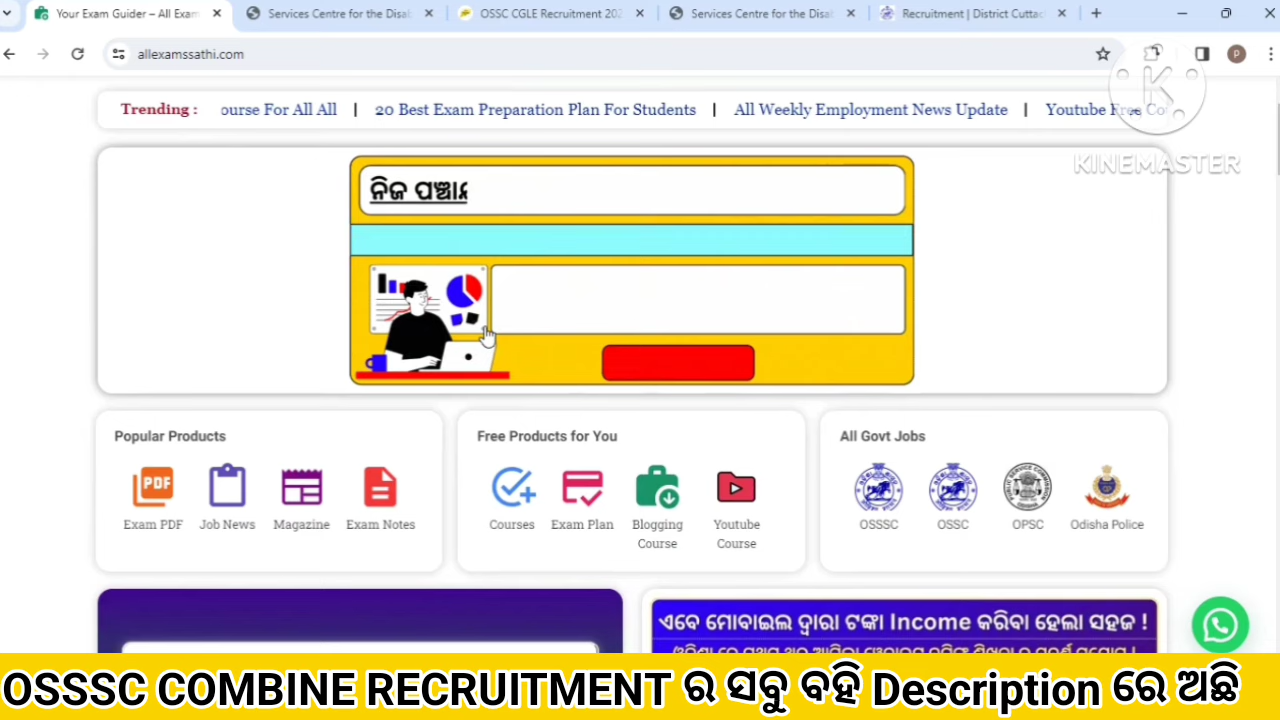 Your Exam Guider – All Exam
Services Centre for the Disab
OSSC CGLE Recruitment 202
Services Centre for the Disab
Recruitment | District Cuttac
allexamssathi.com
P
Trending :
ourse For All All | 20 Best Exam Preparation Plan For Students | All Weekly Employment News Update | Youtube Free Co
K
KINEMASTER
ନିଜ ପଞ୍ଚା
Popular Products
Free Products for You
All Govt Jobs
PDF
Exam PDF
Job News
Magazine
Exam Notes
Courses
Exam Plan
Blogging Course
Youtube Course
OSSSC
OSSC
OPSC
Odisha Police
ଏବେ ମୋବାଇଲ ଦ୍ୱାରା ଟଙ୍କା Income କରିବା ହେଲା ସହଜ !
OSSSC COMBINE RECRUITMENT ର ସବୁ ବହି Description ରେ ଅଛି